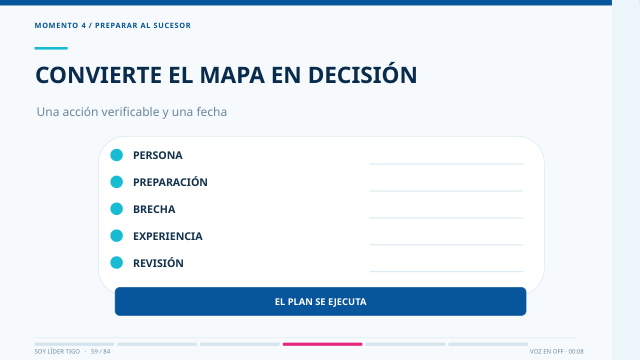 MOMENTO 4 / PREPARAR AL SUCESOR
CONVIERTE EL MAPA EN DECISIÓN
Una acción verificable y una fecha
PERSONA
PREPARACIÓN
BRECHA
EXPERIENCIA
REVISIÓN
EL PLAN SE EJECUTA
SOY LÍDER TIGO · 59 / 84
VOZ EN OFF · 00:08